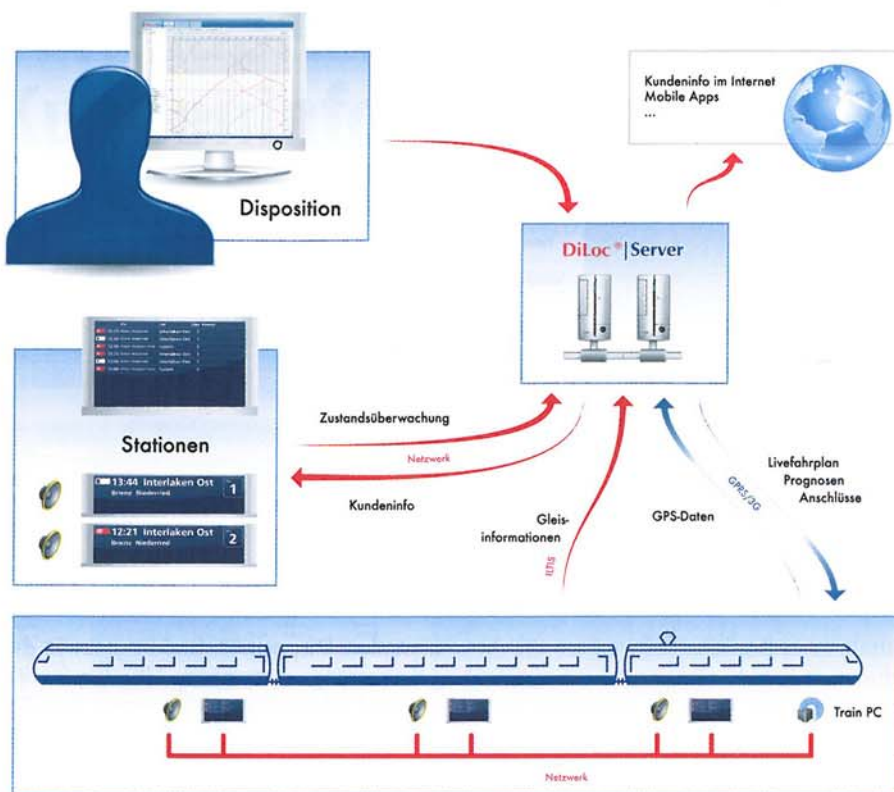 Kundeninfo im Internet
Mobile Apps
...
Disposition
DiLoc®|Server
Stationen
Zustandsüberwachung
Netzwerk
Kundeninfo
13:44 Interlaken Ost
Brienz Niederried
1
12:21 Interlaken Ost
Brienz Niederried
2
Gleis-
informationen
ILTIS
GPS-Daten
GPRS/3G
Livefahrplan
Prognosen
Anschlüsse
Train PC
Netzwerk